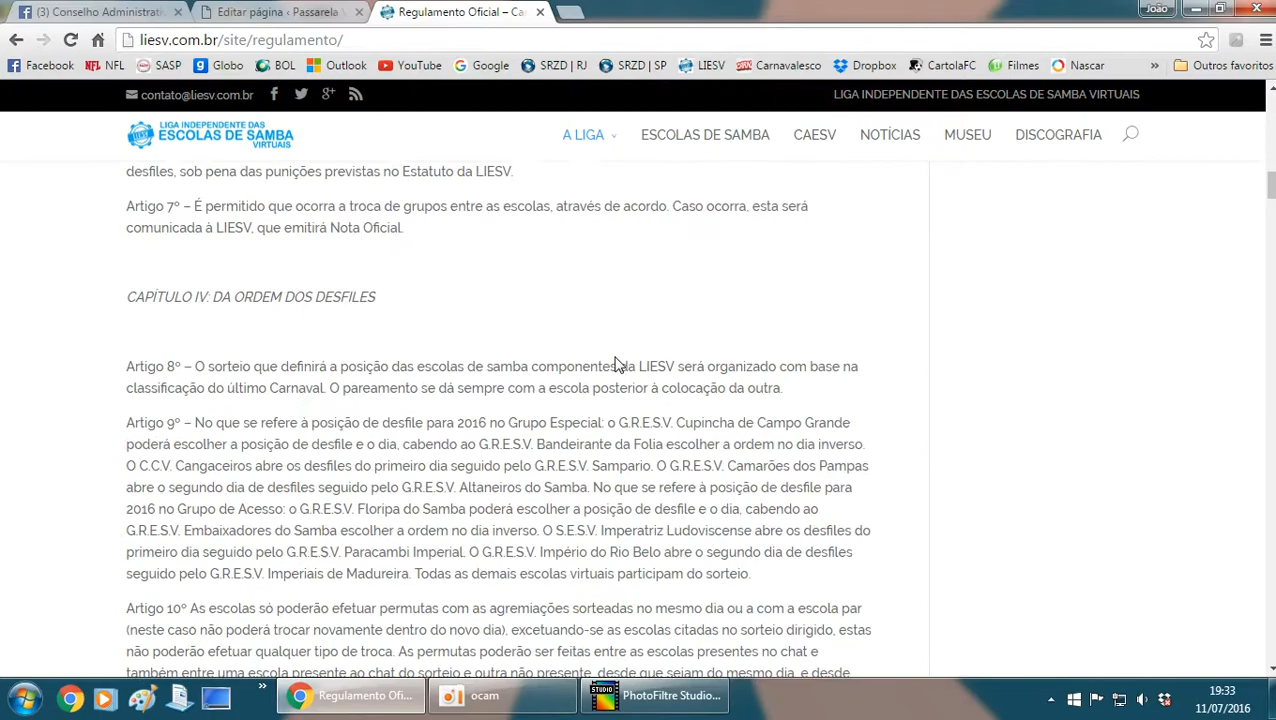 (3) Conselho Administrati
Editar página ‹ Passarela
Regulamento Oficial – Ca
João
liesv.com.br/site/regulamento/
Facebook NFL SASP Globo BOL Outlook YouTube Google SRZD | RJ SRZD | SP LIESV Carnavalesco Dropbox CartolaFC Filmes Nascar » Outros favoritos
contato@liesv.com.br
LIGA INDEPENDENTE DAS ESCOLAS DE SAMBA VIRTUAIS
LIGA INDEPENDENTE DAS
ESCOLAS DE SAMBA
VIRTUAIS
A LIGA ESCOLAS DE SAMBA CAESV NOTÍCIAS MUSEU DISCOGRAFIA
desfiles, sob pena das punições previstas no Estatuto da LIESV.
Artigo 7º – É permitido que ocorra a troca de grupos entre as escolas, através de acordo. Caso ocorra, esta será
comunicada à LIESV, que emitirá Nota Oficial.
CAPÍTULO IV: DA ORDEM DOS DESFILES
Artigo 8º – O sorteio que definirá a posição das escolas de samba componentes da LIESV será organizado com base na
classificação do último Carnaval. O pareamento se dá sempre com a escola posterior à colocação da outra.
Artigo 9º – No que se refere à posição de desfile para 2016 no Grupo Especial: o G.R.E.S.V. Cupincha de Campo Grande
poderá escolher a posição de desfile e o dia, cabendo ao G.R.E.S.V. Bandeirante da Folia escolher a ordem no dia inverso.
O C.C.V. Cangaceiros abre os desfiles do primeiro dia seguido pelo G.R.E.S.V. Sampario. O G.R.E.S.V. Camarões dos Pampas
abre o segundo dia de desfiles seguido pelo G.R.E.S.V. Altaneiros do Samba. No que se refere à posição de desfile para
2016 no Grupo de Acesso: o G.R.E.S.V. Floripa do Samba poderá escolher a posição de desfile e o dia, cabendo ao
G.R.E.S.V. Embaixadores do Samba escolher a ordem no dia inverso. O S.E.S.V. Imperatriz Ludoviscense abre os desfiles do
primeiro dia seguido pelo G.R.E.S.V. Paracambi Imperial. O G.R.E.S.V. Império do Rio Belo abre o segundo dia de desfiles
seguido pelo G.R.E.S.V. Imperiais de Madureira. Todas as demais escolas virtuais participam do sorteio.
Artigo 10º As escolas só poderão efetuar permutas com as agremiações sorteadas no mesmo dia ou a com a escola par
(neste caso não poderá trocar novamente dentro do novo dia), excetuando-se as escolas citadas no sorteio dirigido, estas
não poderão efetuar qualquer tipo de troca. As permutas poderão ser feitas entre as escolas presentes no chat e
também entre uma escola presente ao chat do sorteio e outra não presente, desde que sejam do mesmo dia, e desde
» Regulamento Ofi... ocam STUDIO PhotoFiltre Studio...
19:33
11/07/2016